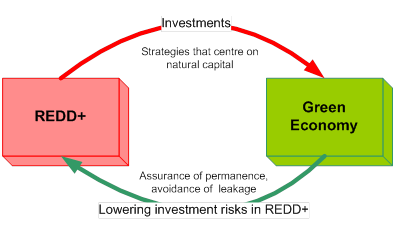 Investments
Strategies that centre on
natural capital
REDD+
Green
Economy
Assurance of permanence,
avoidance of leakage
Lowering investment risks in REDD+